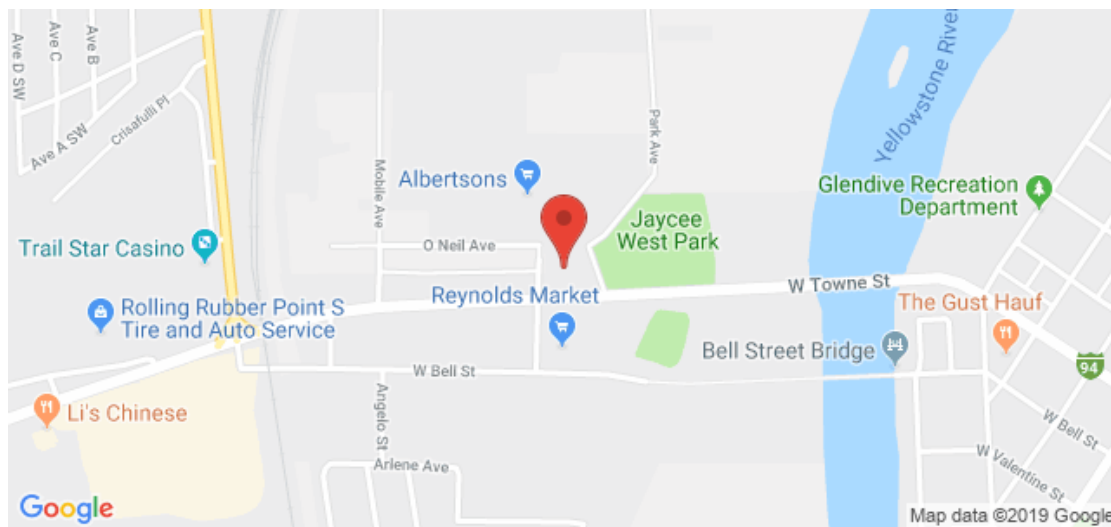 Ave D SW
Ave C
Ave B
Crisafulli Pl
Ave A SW
Mobile Ave
Park Ave
Yellowstone River
Albertsons
Glendive Recreation
Department
Jaycee
West Park
O Neil Ave
Trail Star Casino
W Towne St
Reynolds Market
Rolling Rubber Point S
Tire and Auto Service
The Gust Hauf
Bell Street Bridge
94
W Bell St
Angelo St
Li's Chinese
W Bell St
W Valentine St
Arlene Ave
Google
Map data ©2019 Google